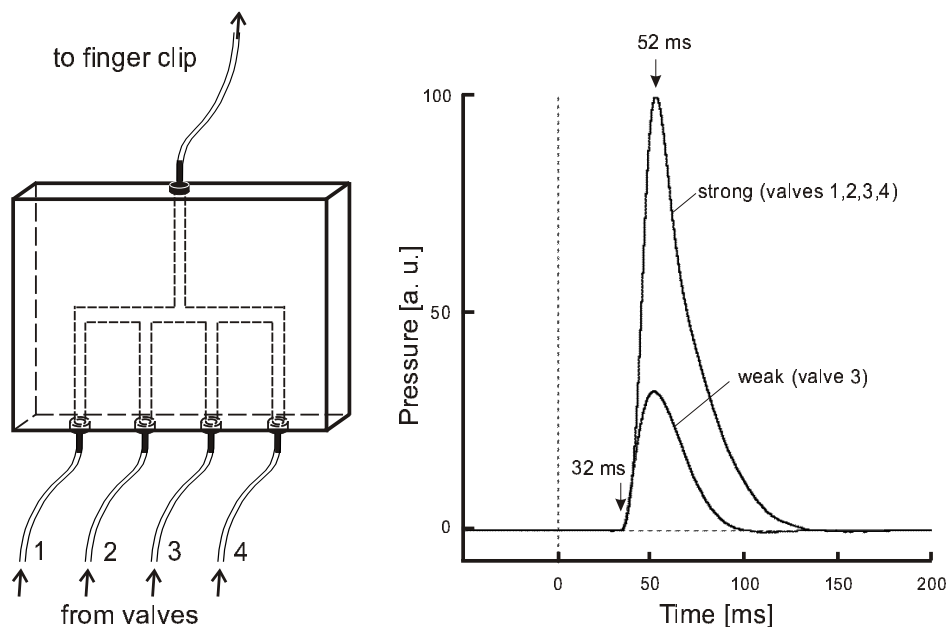 to finger clip
1
2
3
4
from valves
52 ms
100
strong (valves 1,2,3,4)
50
Pressure [a. u.]
weak (valve 3)
32 ms
0
0
50
100
150
200
Time [ms]